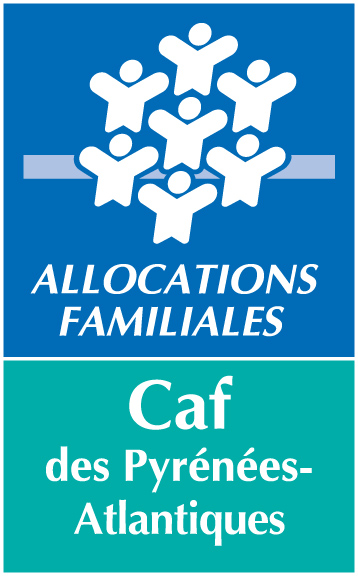 ALLOCATIONS
FAMILIALES
Caf
des Pyrénées-
Atlantiques